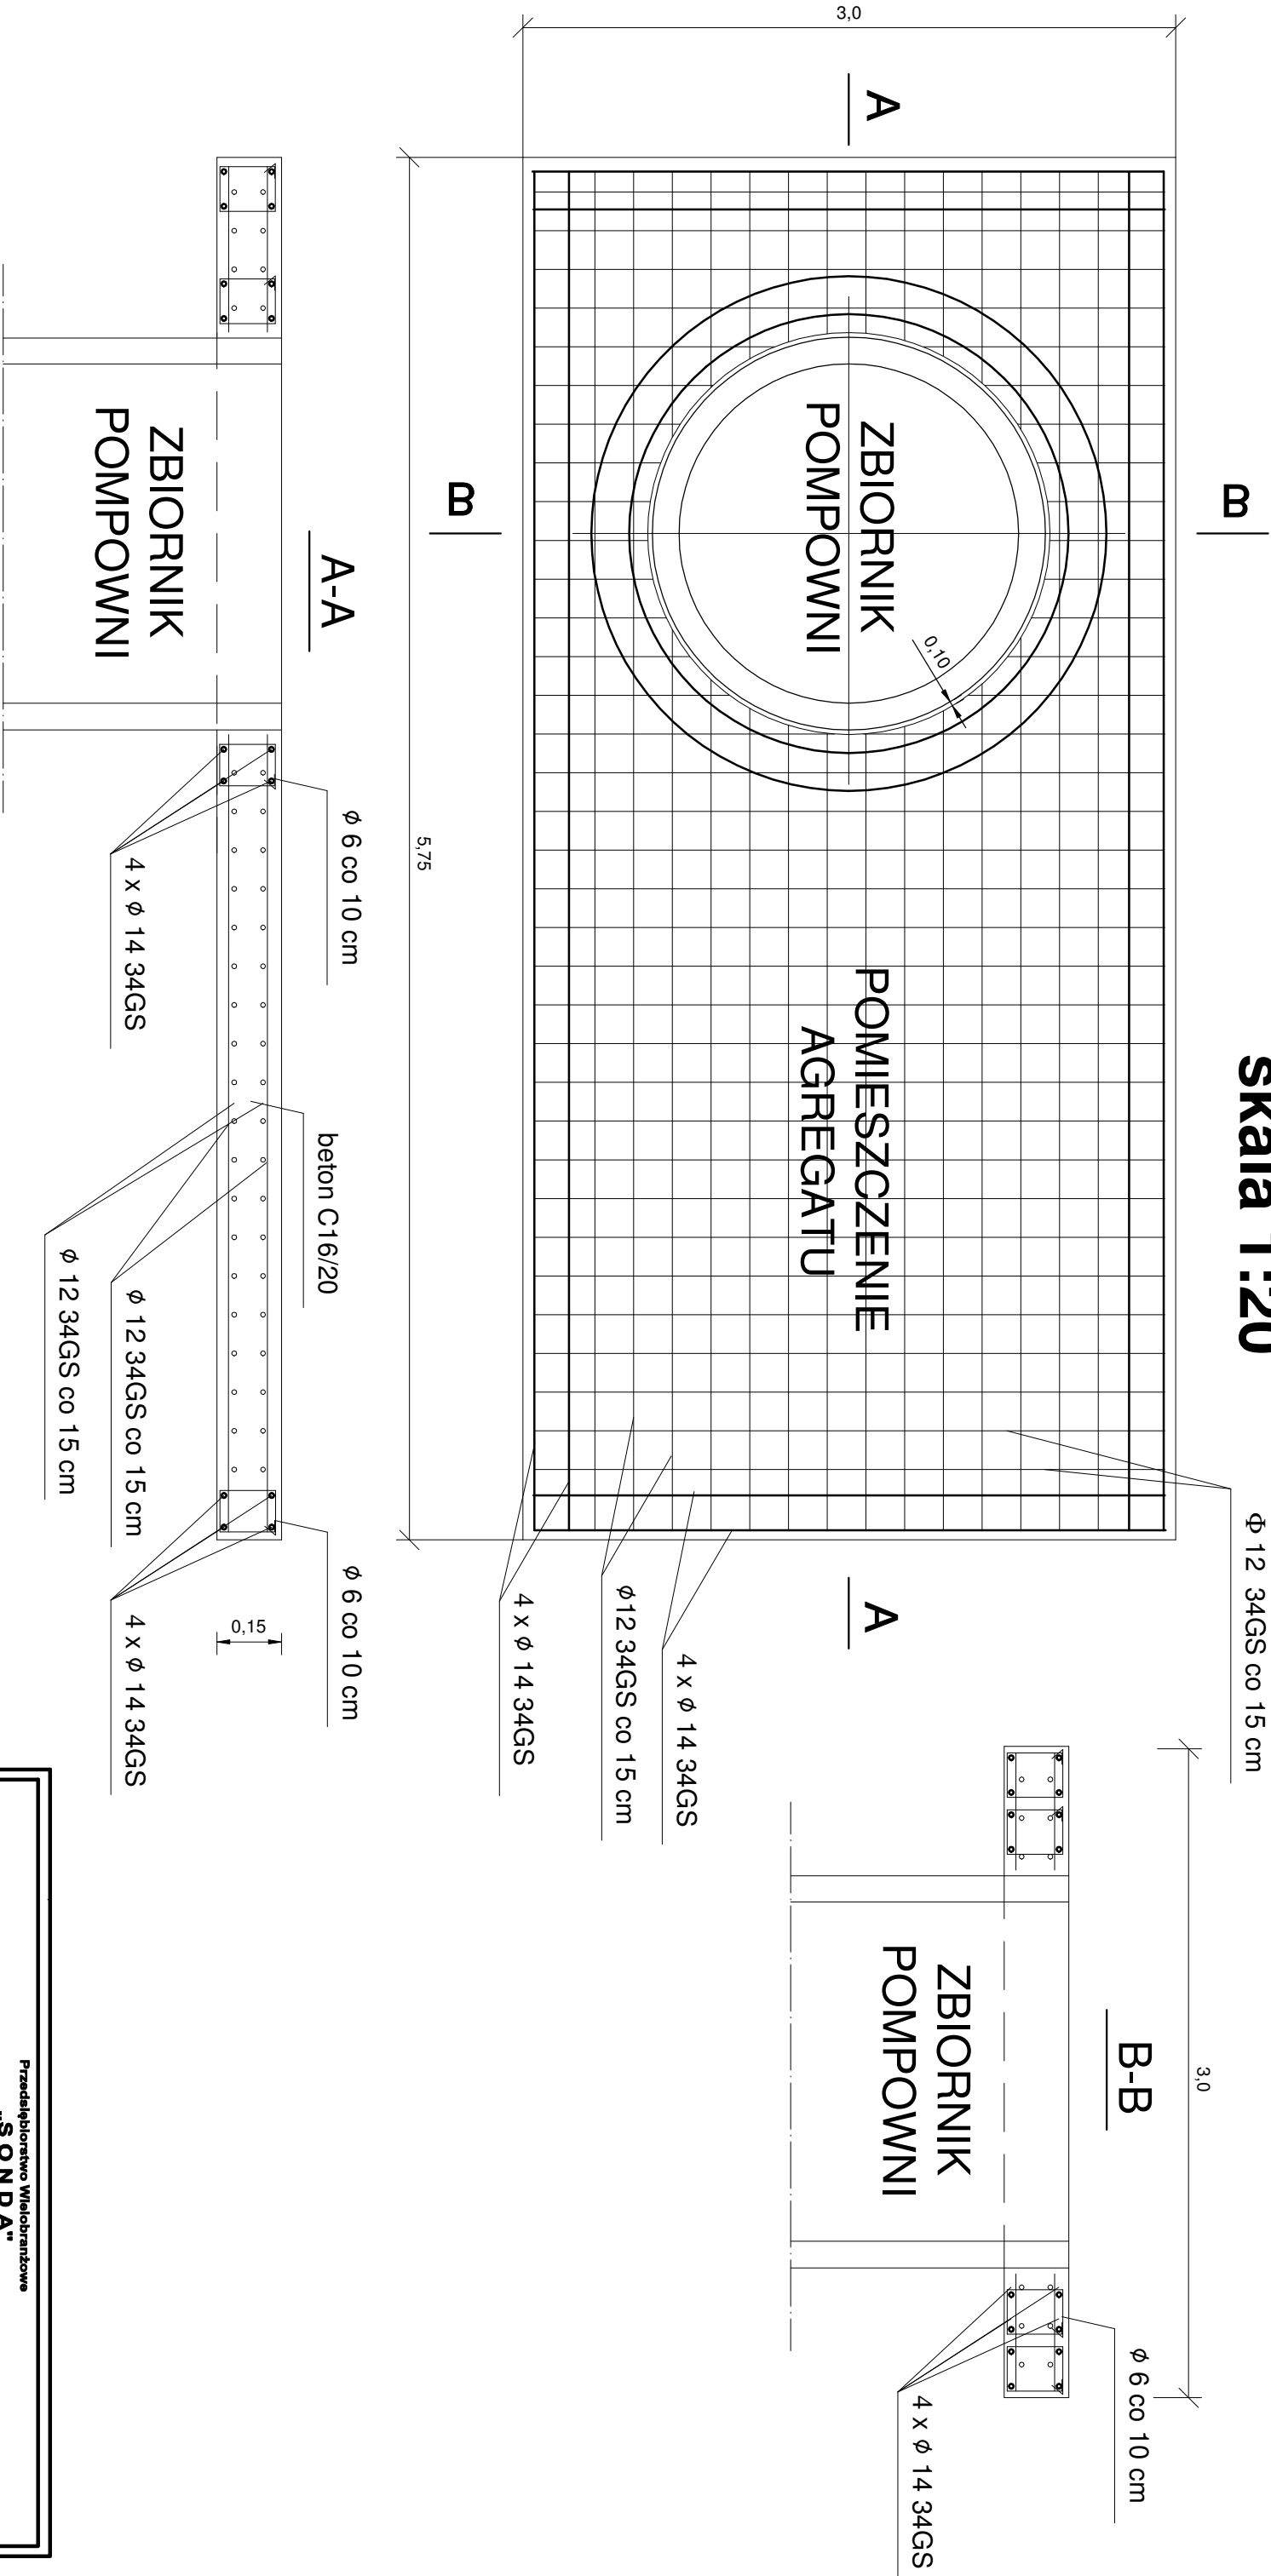 skala 1:20
3,0
A
B
B
ZBIORNIK
POMPOWNI
0,10
POMIESZCZENIE
AGREGATU
A
Φ 12 34GS co 15 cm
4 x ϕ 14 34GS
ϕ12 34GS co 15 cm
4 x ϕ 14 34GS
5,75
A-A
ZBIORNIK
POMPOWNI
ϕ 6 co 10 cm
4 x ϕ 14 34GS
beton C16/20
ϕ 12 34GS co 15 cm
ϕ 12 34GS co 15 cm
ϕ 6 co 10 cm
4 x ϕ 14 34GS
0,15
3,0
B-B
ZBIORNIK
POMPOWNI
ϕ 6 co 10 cm
4 x ϕ 14 34GS
Przedsiębiorstwo Wielobranżowe
"SONDA"